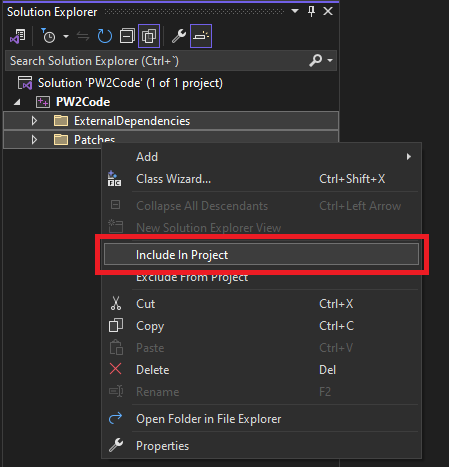 Solution Explorer
Search Solution Explorer (Ctrl+¨)
Solution 'PW2Code' (1 of 1 project)
PW2Code
ExternalDependencies
Patches
Add
Class Wizard... Ctrl+Shift+X
Collapse All Descendants Ctrl+Left Arrow
New Solution Explorer View
Include In Project
Exclude From Project
Cut Ctrl+X
Copy Ctrl+C
Paste Ctrl+V
Delete Del
Rename F2
Open Folder in File Explorer
Properties